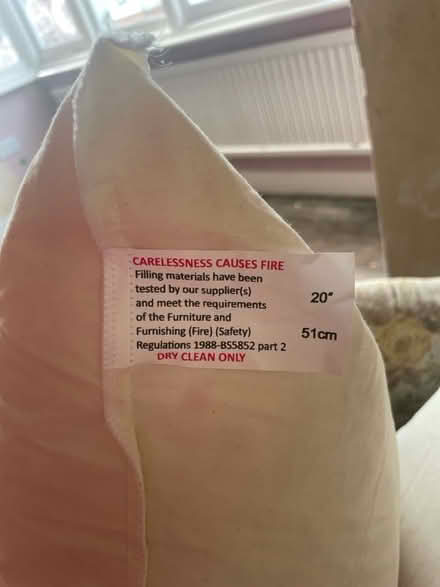 CARELESSNESS CAUSES FIRE
Filling materials have been
tested by our supplier(s)
and meet the requirements
of the Furniture and
Furnishing (Fire) (Safety)
Regulations 1988-BS5852 part 2
DRY CLEAN ONLY
20"
51cm